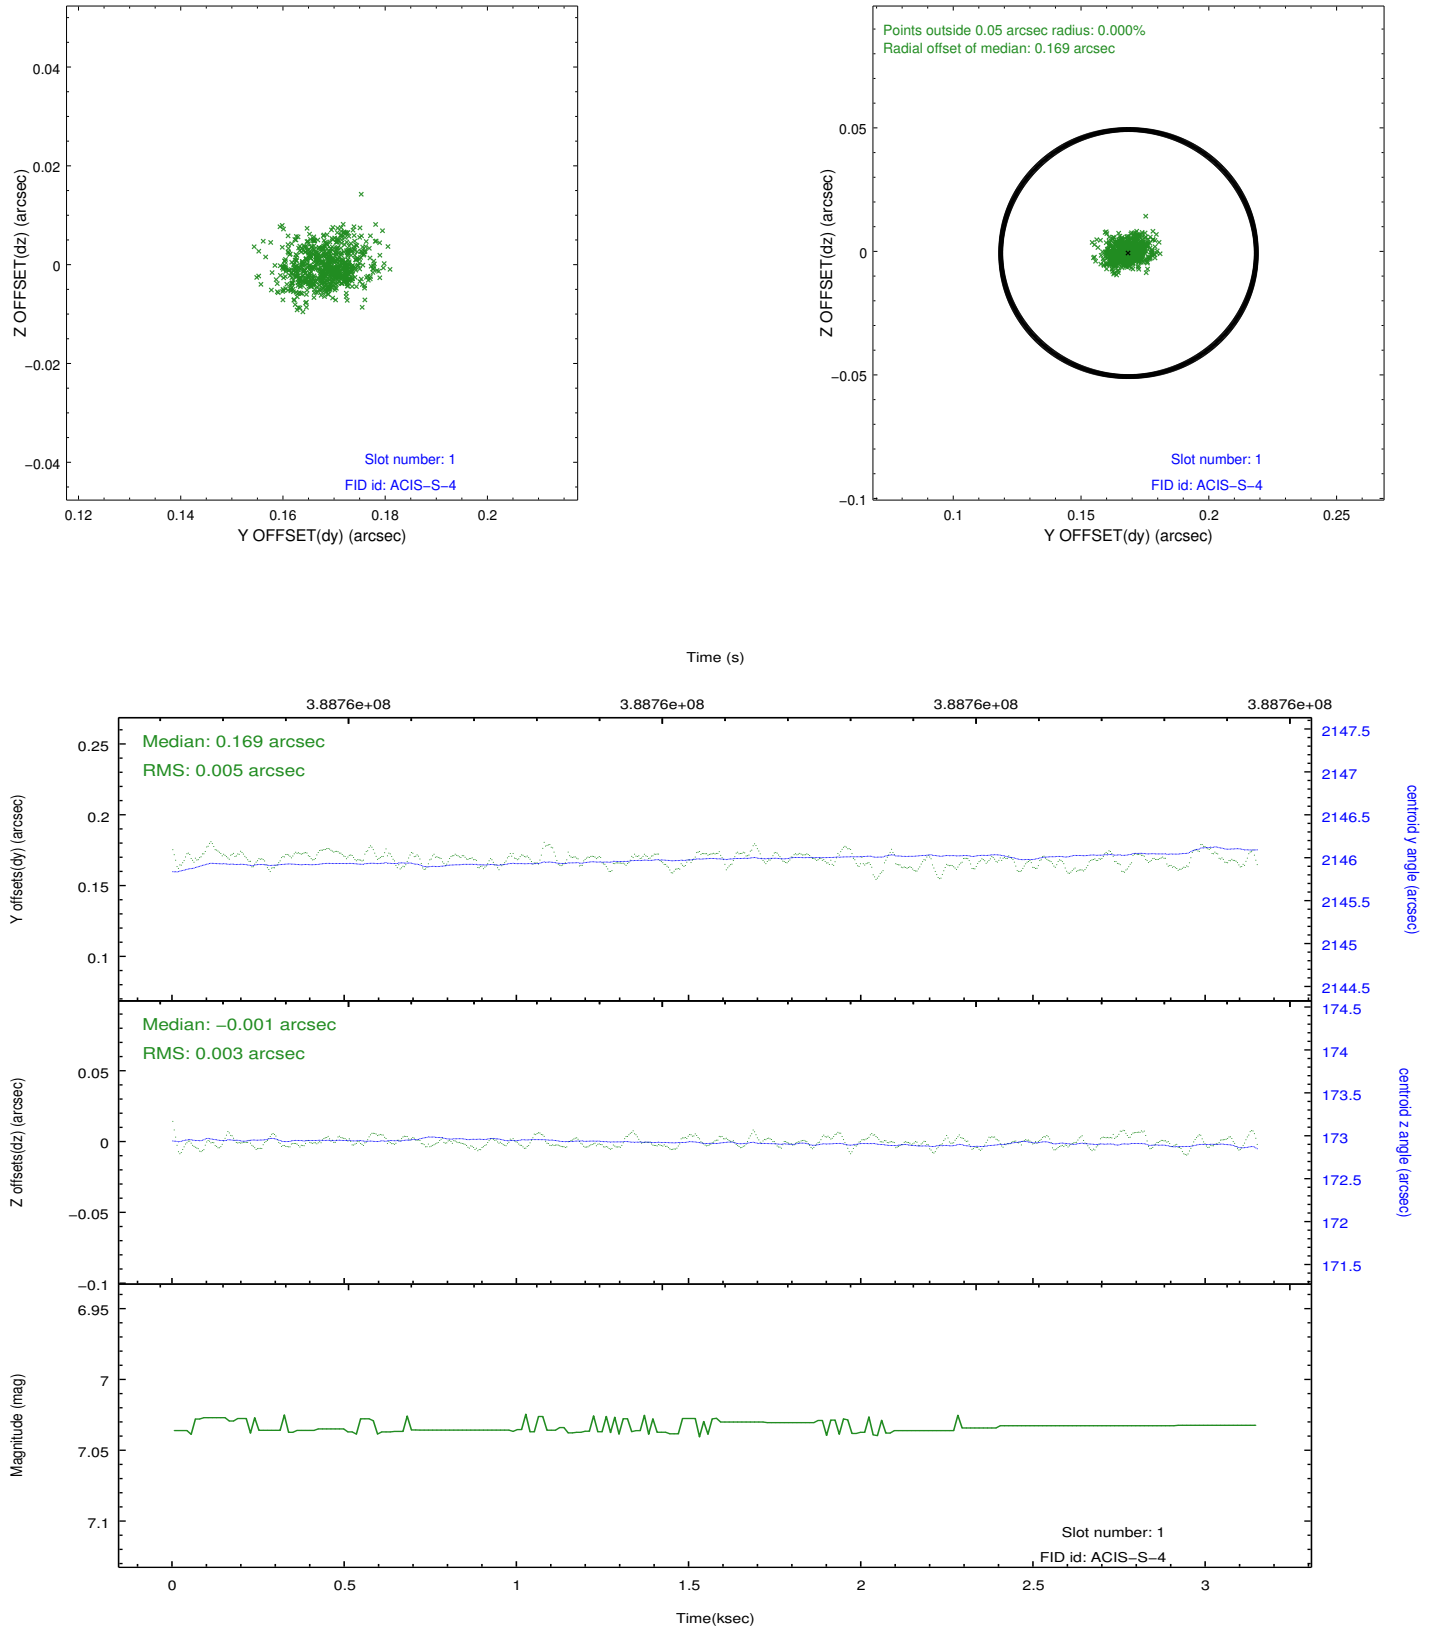 0.04
0.02
0
−0.02
−0.04
Z OFFSET(dz) (arcsec)
Slot number: 1
FID id: ACIS−S−4
0.12
0.14
0.16
0.18
0.2
Y OFFSET(dy) (arcsec)
Points outside 0.05 arcsec radius: 0.000%
Radial offset of median: 0.169 arcsec
0.05
0
−0.05
−0.1
Z OFFSET(dz) (arcsec)
Slot number: 1
FID id: ACIS−S−4
0.1
0.15
0.2
0.25
Y OFFSET(dy) (arcsec)
Time (s)
3.8876e+08
3.8876e+08
3.8876e+08
3.8876e+08
Median: 0.169 arcsec
RMS: 0.005 arcsec
0.25
0.2
0.15
0.1
Y offsets(dy) (arcsec)
2147.5
2147
2146.5
2146
2145.5
2145
2144.5
centroid y angle (arcsec)
Median: −0.001 arcsec
RMS: 0.003 arcsec
0.05
0
−0.05
−0.1
Z offsets(dz) (arcsec)
174.5
174
173.5
173
172.5
172
171.5
centroid z angle (arcsec)
6.95
7
7.05
7.1
Magnitude (mag)
Slot number: 1
FID id: ACIS−S−4
0
0.5
1
1.5
2
2.5
3
Time(ksec)